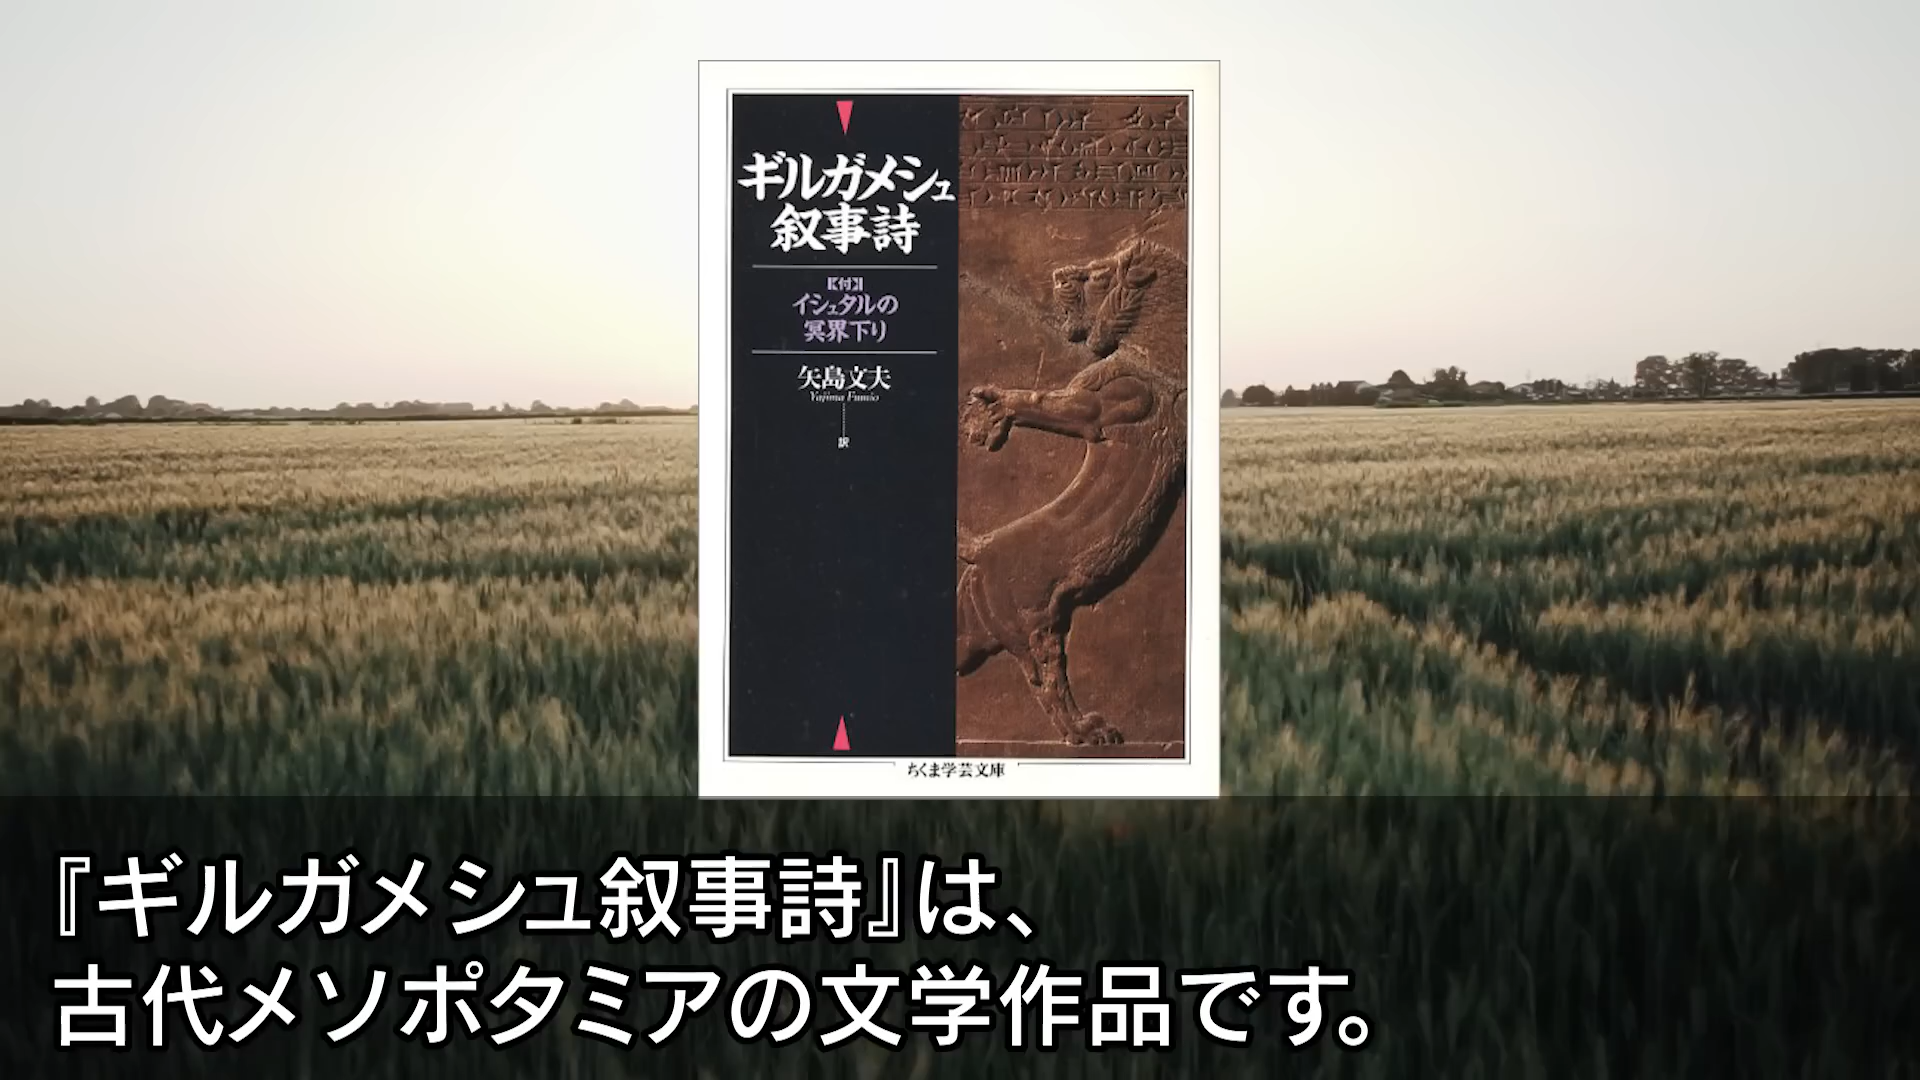 ギルガメシュ
叙事詩
【付】
イシュタルの
冥界下り
矢島文夫
Yajima Fumio
訳
ちくま学芸文庫
『ギルガメシュ叙事詩』は、
古代メソポタミアの文学作品です。